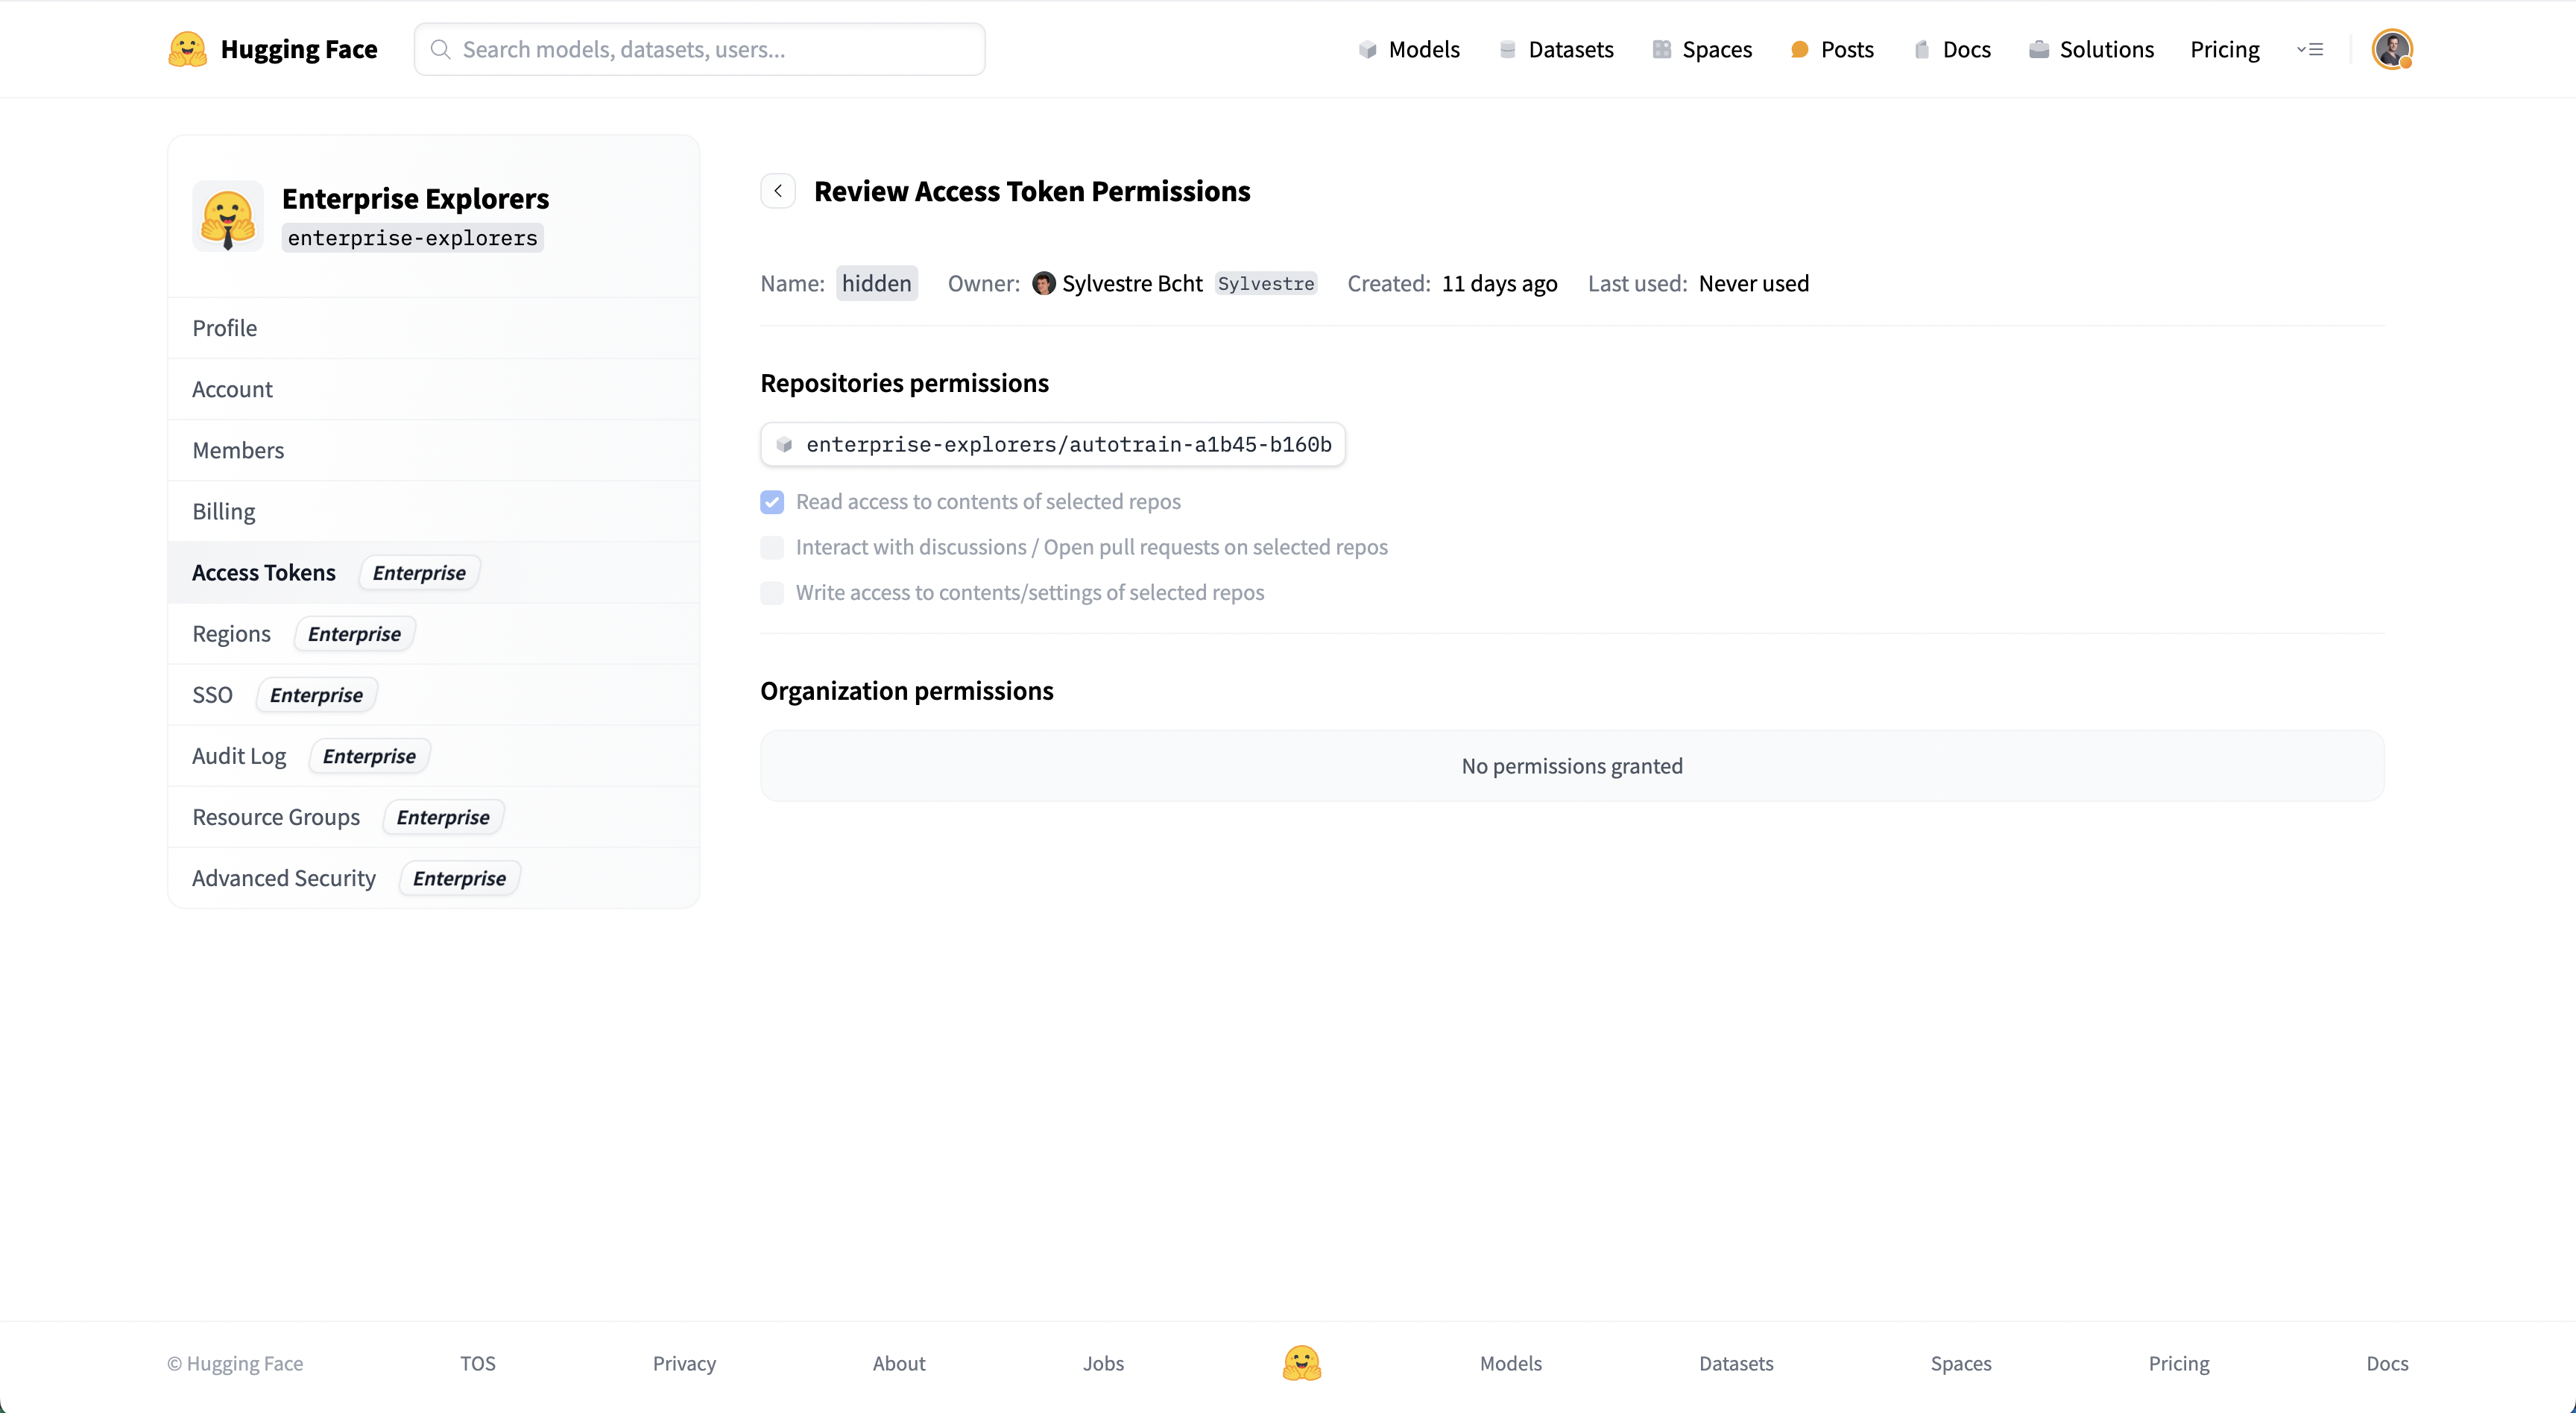 Hugging Face
Search models, datasets, users...
Models
Datasets
Spaces
Posts
Docs
Solutions
Pricing
Enterprise Explorers
enterprise-explorers
Profile
Account
Members
Billing
Access Tokens Enterprise
Regions Enterprise
SSO Enterprise
Audit Log Enterprise
Resource Groups Enterprise
Advanced Security Enterprise
Review Access Token Permissions
Name: hidden Owner: Sylvestre Bcht Sylvestre Created: 11 days ago Last used: Never used
Repositories permissions
enterprise-explorers/autotrain-a1b45-b160b
Read access to contents of selected repos
Interact with discussions / Open pull requests on selected repos
Write access to contents/settings of selected repos
Organization permissions
No permissions granted
© Hugging Face
TOS
Privacy
About
Jobs
Models
Datasets
Spaces
Pricing
Docs